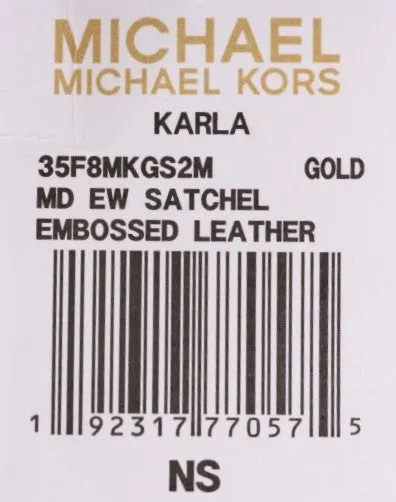 MICHAEL
MICHAEL KORS
KARLA
35F8MKGS2M GOLD
MD EW SATCHEL
EMBOSSED LEATHER
1 92317 77057 5
NS